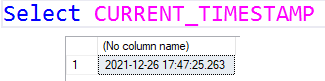 Select CURRENT_TIMESTAMP
(No column name)
1 2021-12-26 17:47:25.263